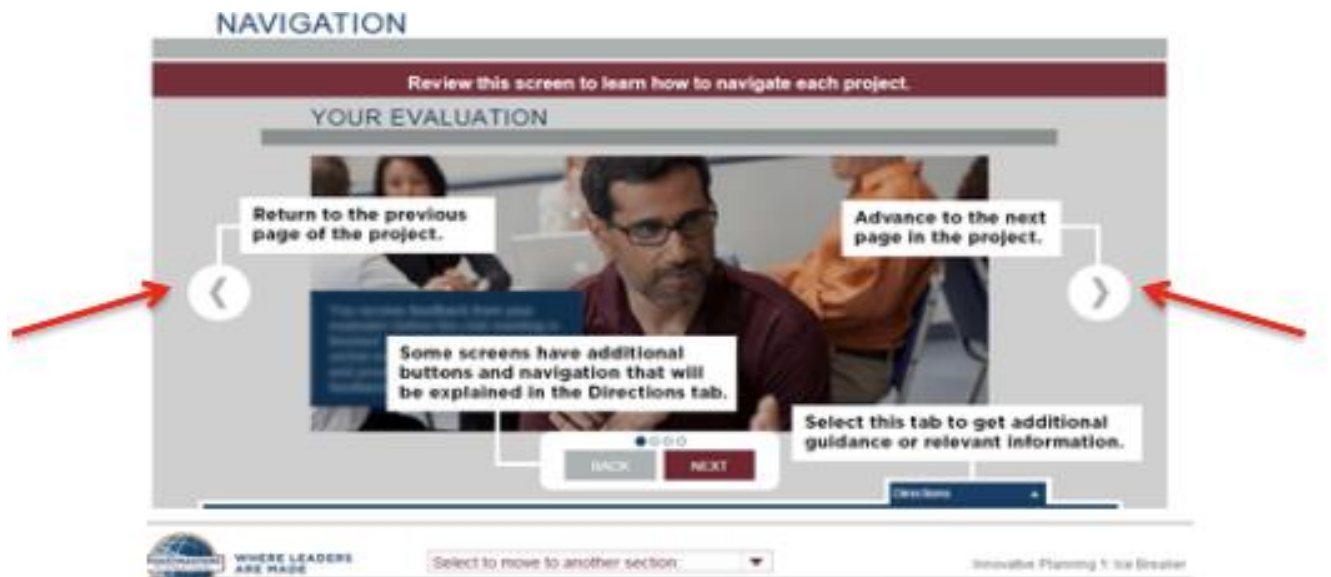 NAVIGATION
Review this screen to learn how to navigate each project.
YOUR EVALUATION
Return to the previous
page of the project.
Advance to the next
page in the project.
Some screens have additional
buttons and navigation that will
be explained in the Directions tab.
Select this tab to get additional
guidance or relevant information.
BACK
NEXT
Directions
WHERE LEADERS
ARE MADE
Select to move to another section:
Innovative Planning 1: Ice Breaker